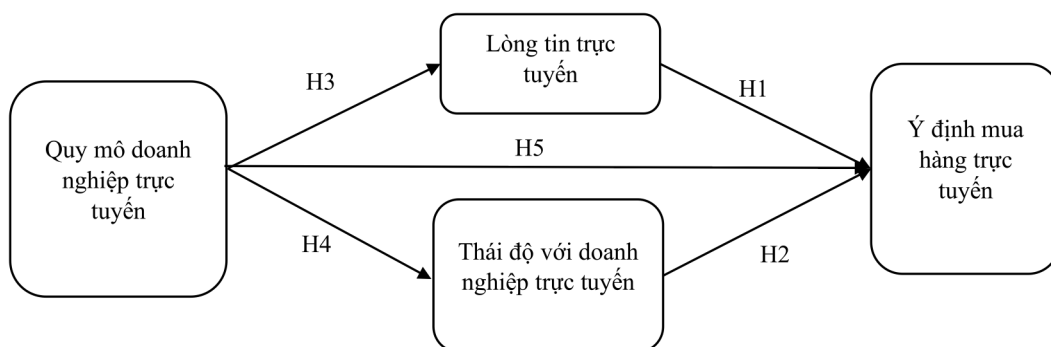 Lòng tin trực
tuyến
H3
H1
Quy mô doanh
nghiệp trực
tuyến
H5
Ý định mua
hàng trực
tuyến
H4
Thái độ với doanh
nghiệp trực tuyến
H2